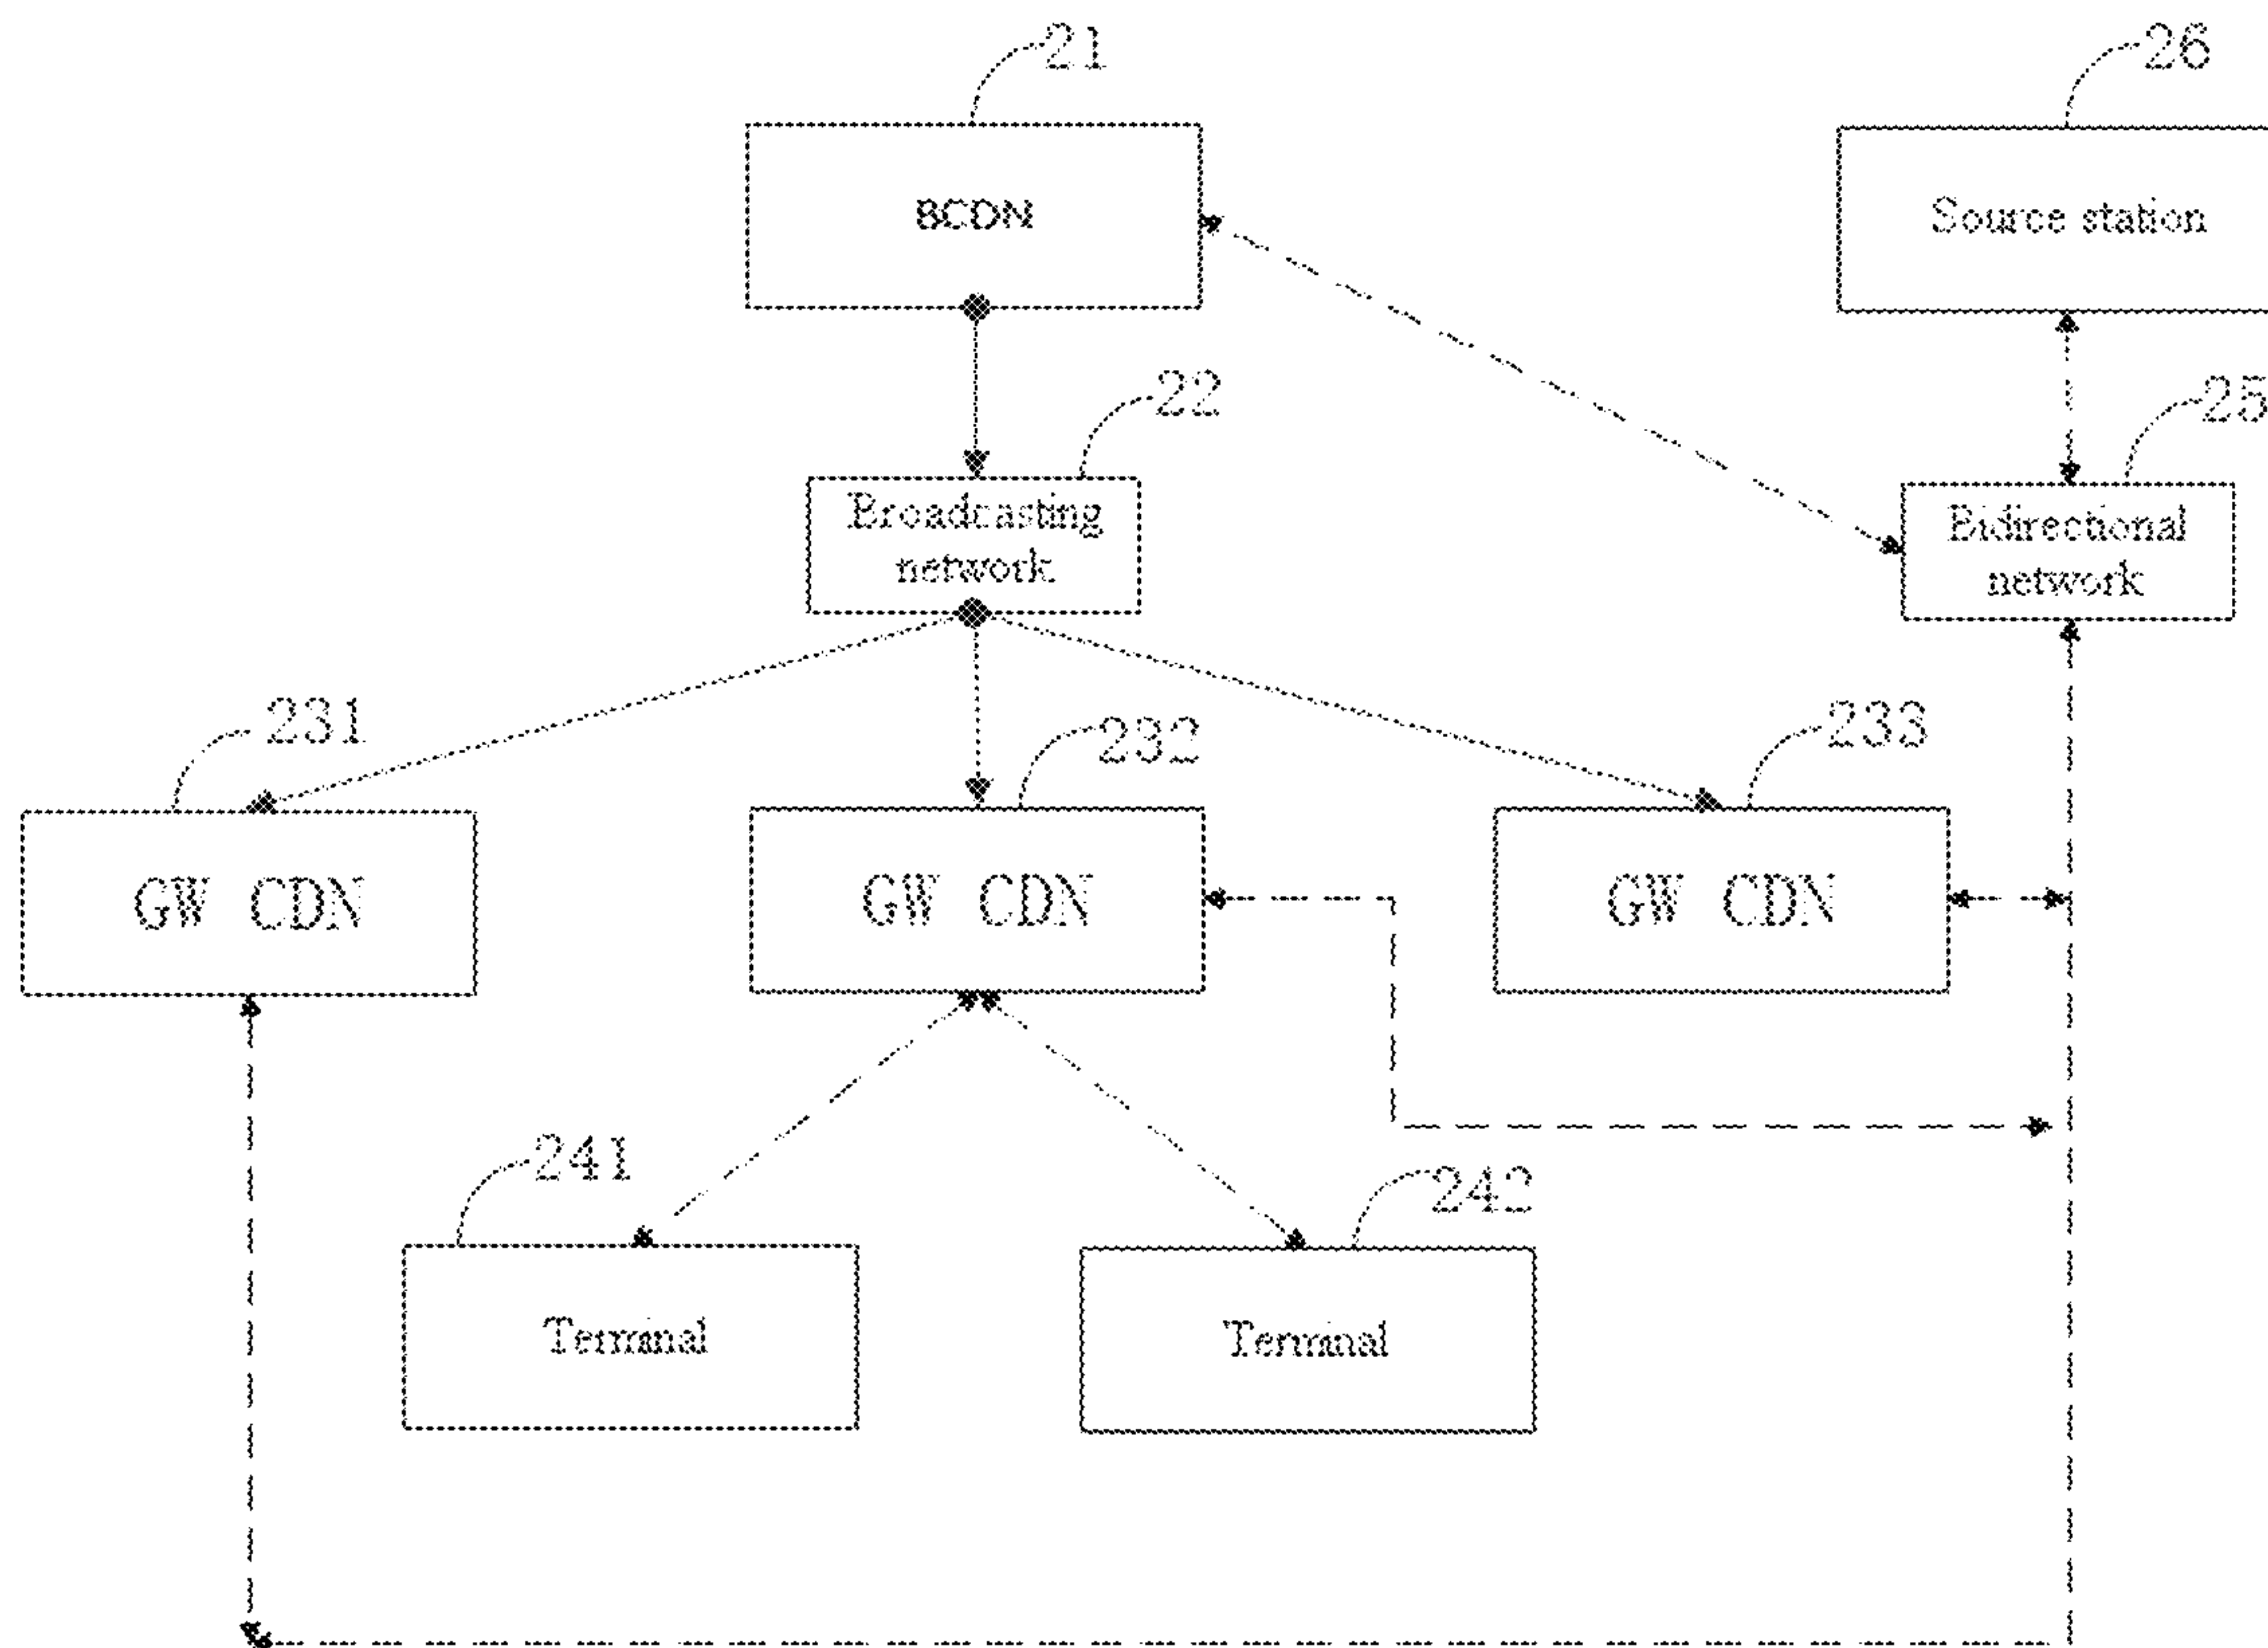 21
26
BCDN
Source station
22
25
Broadcasting
network
Bidirectional
network
231
232
233
GW CDN
GW CDN
GW CDN
241
242
Terminal
Terminal